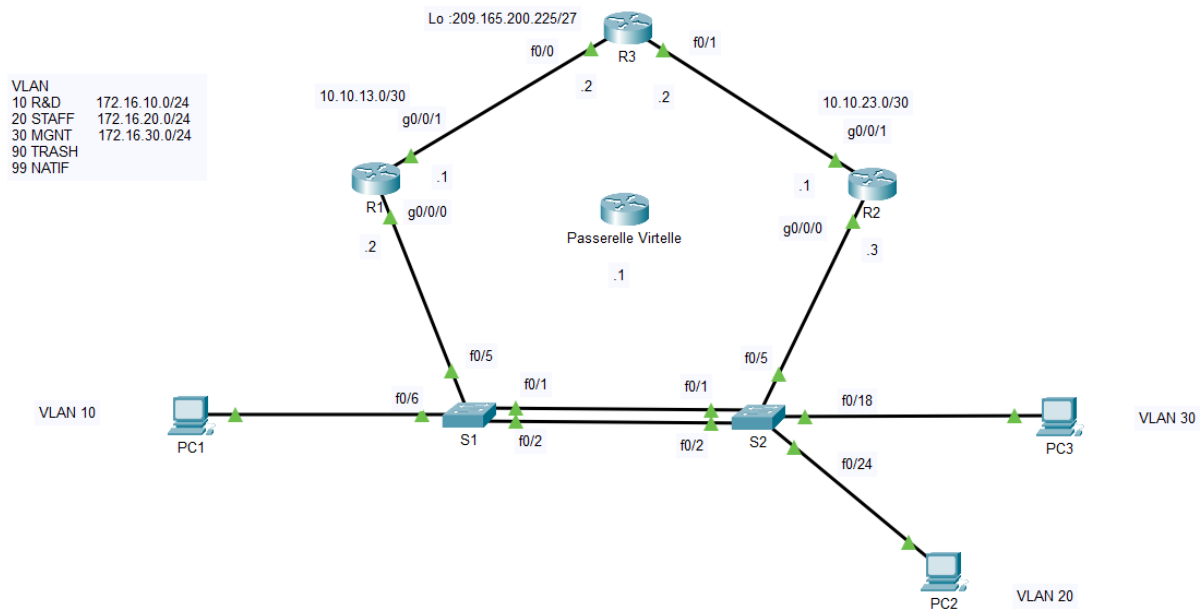 Lo :209.165.200.225/27
f0/0
f0/1
R3
.2
.2
VLAN
10 R&D 172.16.10.0/24
20 STAFF 172.16.20.0/24
30 MGNT 172.16.30.0/24
90 TRASH
99 NATIF
10.10.13.0/30
10.10.23.0/30
g0/0/1
g0/0/1
.1
.1
R1
R2
g0/0/0
g0/0/0
.2
.3
Passerelle Virtelle
.1
f0/5
f0/5
f0/1
f0/1
VLAN 10
f0/6
f0/18
VLAN 30
PC1
S1
f0/2
f0/2
S2
PC3
f0/24
PC2
VLAN 20